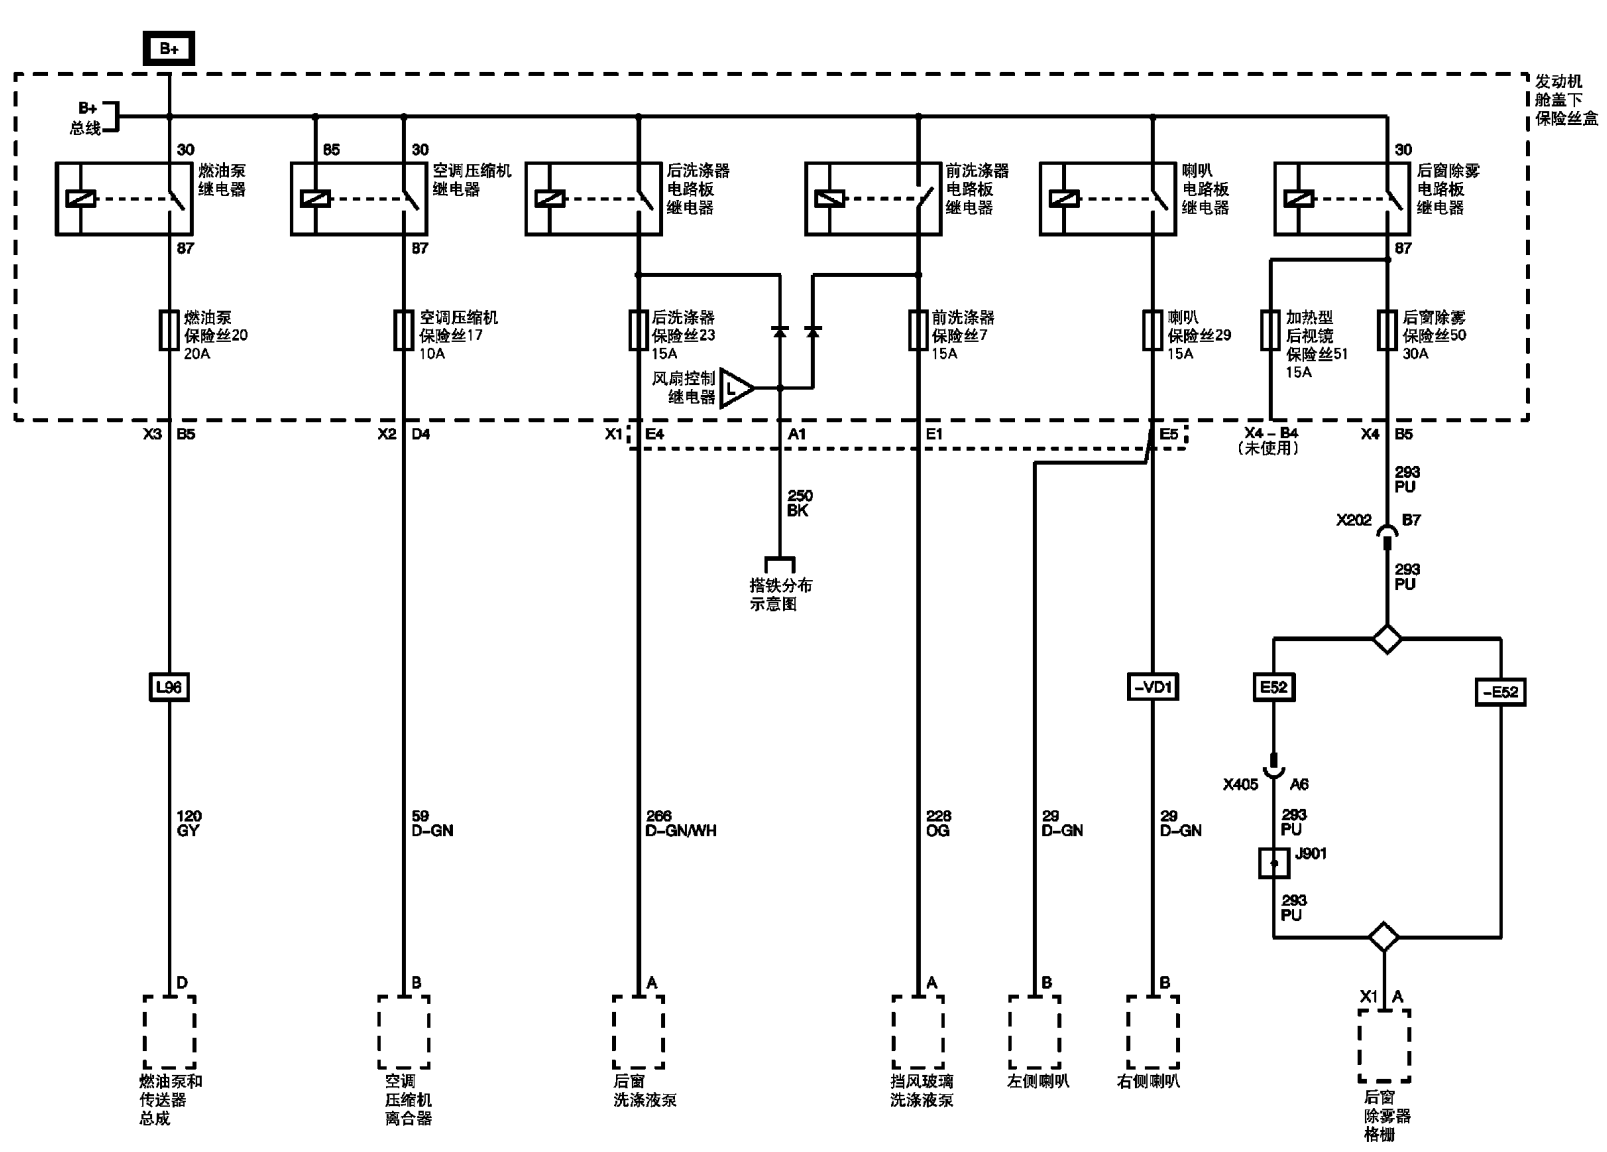 B+
B+
总线
发动机
舱盖下
保险丝盒
30
燃油泵
继电器
87
85
30
空调压缩机
继电器
87
后洗涤器
电路板
继电器
前洗涤器
电路板
继电器
喇叭
电路板
继电器
30
后窗除雾
电路板
继电器
87
燃油泵
保险丝20
20A
空调压缩机
保险丝17
10A
后洗涤器
保险丝23
15A
前洗涤器
保险丝7
15A
喇叭
保险丝29
15A
加热型
后视镜
保险丝51
15A
后窗除雾
保险丝50
30A
风扇控制
继电器
L
X3 B5
X2 D4
X1 E4
A1
E1
E5
X4-B4
(未使用)
X4 B5
250
BK
搭铁分布
示意图
293
PU
X202 B7
293
PU
L96
-VD1
E52
-E52
X405 A6
120
GY
59
D-GN
266
D-GN/WH
228
OG
29
D-GN
29
D-GN
293
PU
J901
293
PU
D
B
A
A
B
B
X1 A
燃油泵和
传送器
总成
空调
压缩机
离合器
后窗
洗涤液泵
挡风玻璃
洗涤液泵
左侧喇叭
右侧喇叭
后窗
除雾器
格栅